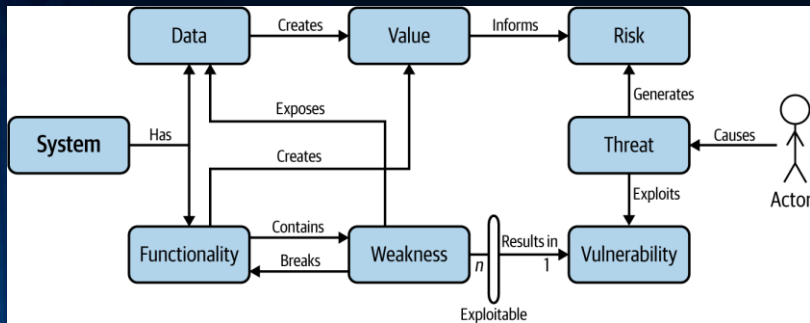 Data
Creates
Value
Informs
Risk
Exposes
Generates
System
Has
Threat
Causes
Creates
Exploits
Actor
Functionality
Contains
Breaks
Weakness
n
Results in
1
Vulnerability
Exploitable